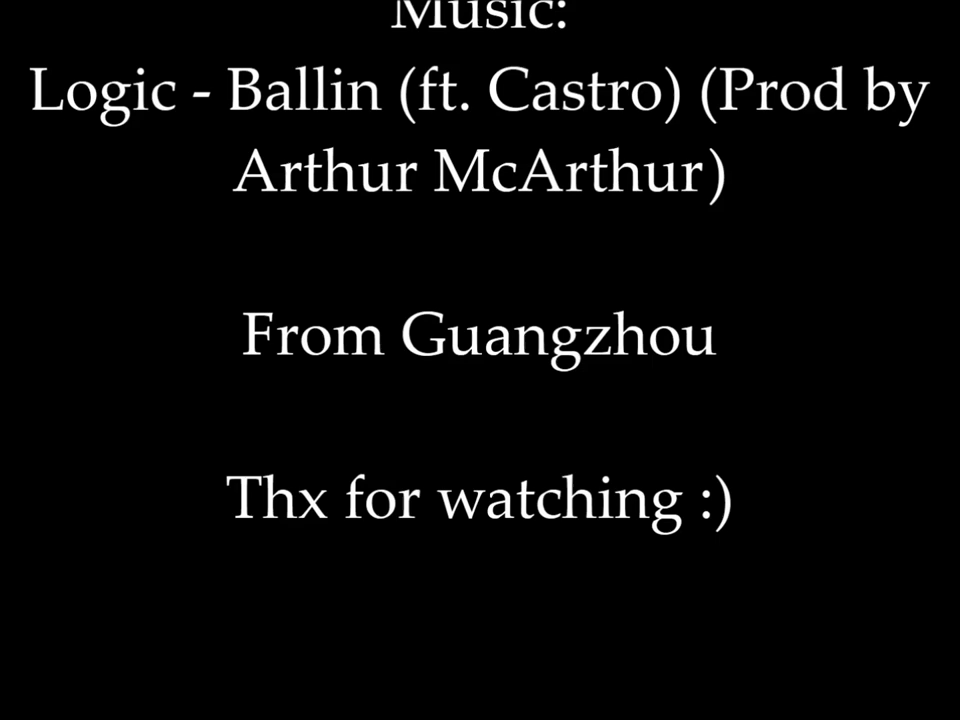 Music:
Logic - Ballin (ft. Castro) (Prod by
Arthur McArthur)
From Guangzhou
Thx for watching :)